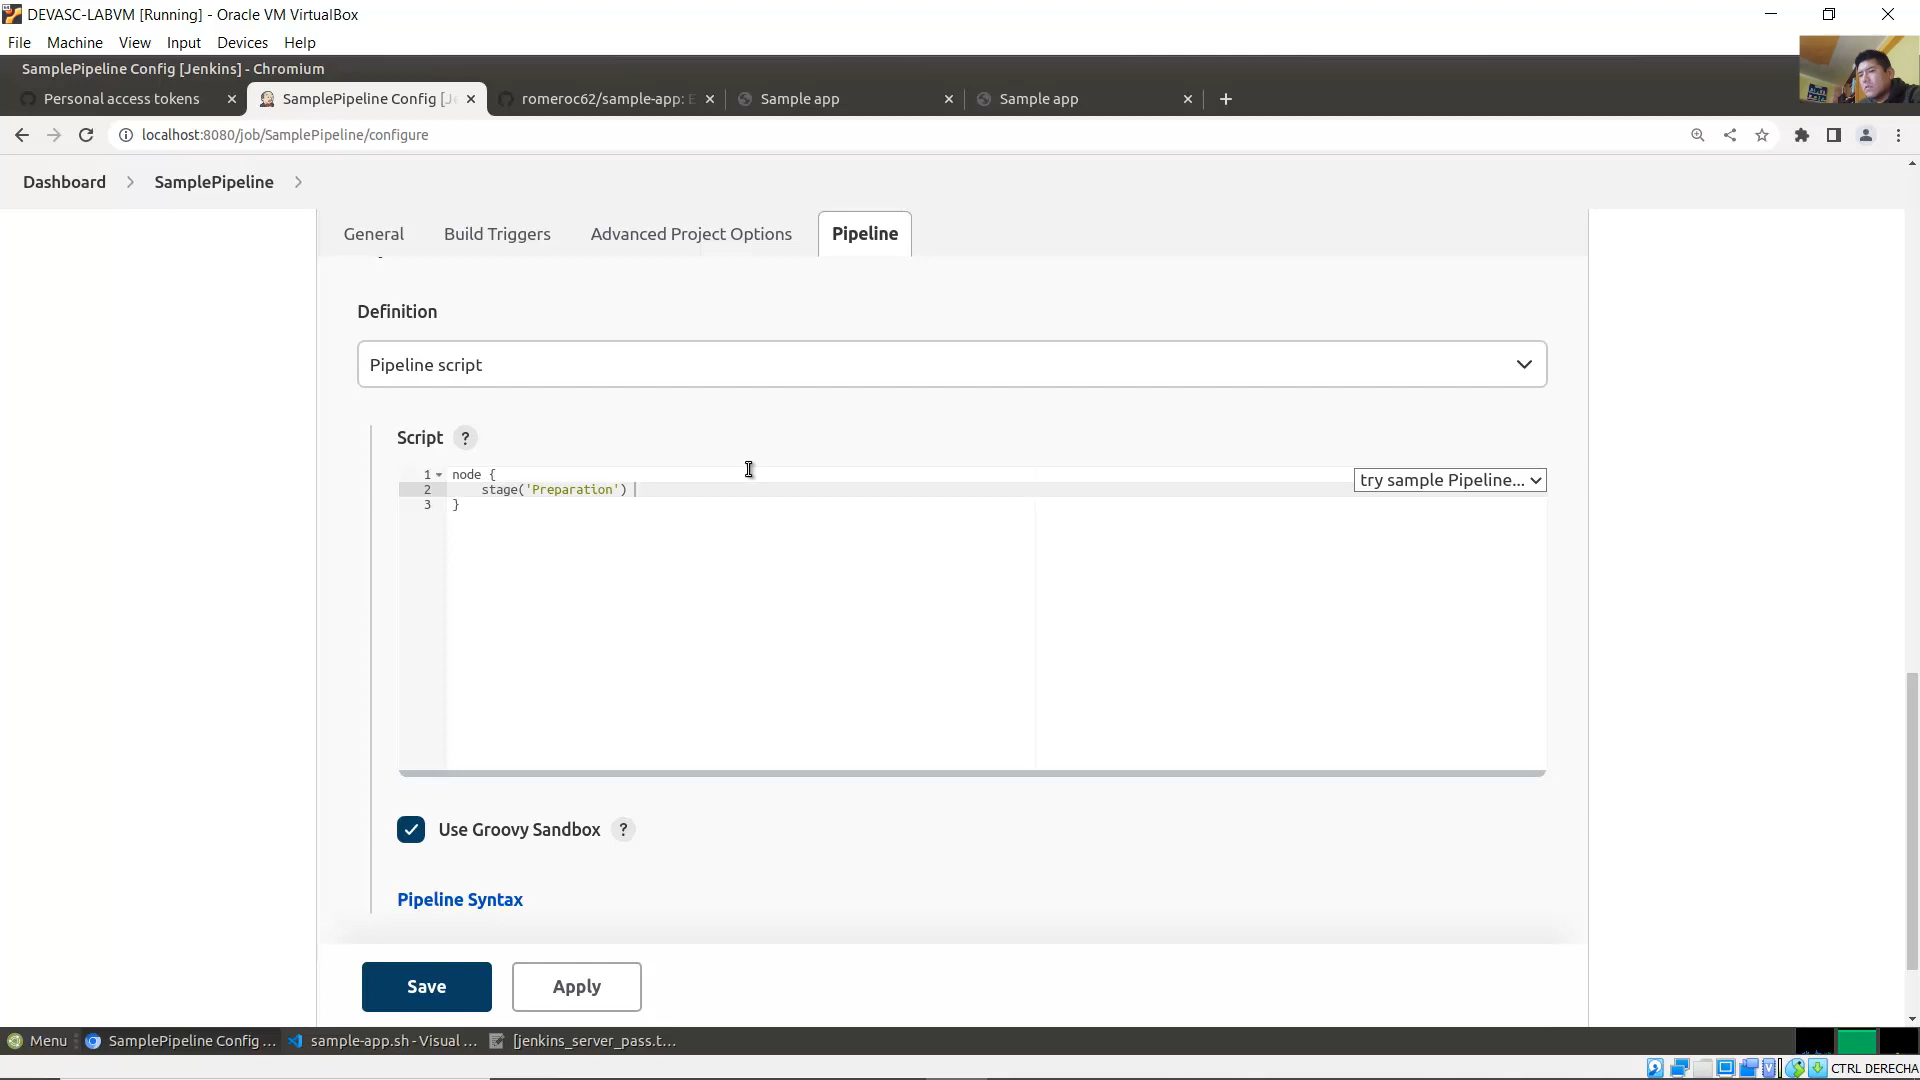 DEVASC-LABVM [Running] - Oracle VM VirtualBox
File Machine View Input Devices Help
SamplePipeline Config [Jenkins] - Chromium
Personal access tokens
SamplePipeline Config [Je
romeroc62/sample-app: E
Sample app
Sample app
localhost:8080/job/SamplePipeline/configure
Dashboard > SamplePipeline >
General Build Triggers Advanced Project Options Pipeline
Definition
Pipeline script
Script ?
try sample Pipeline...
1 node {
2 stage('Preparation')
3 }
Use Groovy Sandbox ?
Pipeline Syntax
Save Apply
Menu SamplePipeline Config ... sample-app.sh - Visual ... [jenkins_server_pass.t...
CTRL DERECHA